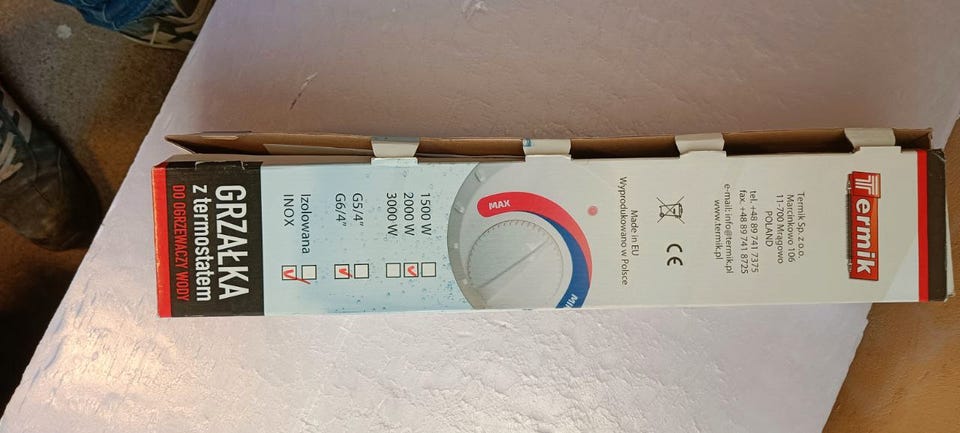 GRZAŁKA
z termostatem
DO OGRZEWACZY WODY
Izolowana
INOX
G5/4"
G6/4"
1500 W
2000 W
3000 W
MAX
Made in EU
Wyprodukowano w Polsce
CE
Termik Sp. z o.o.
Marcinkowo 106
11-700 Mrągowo
POLAND
tel. +48 89 741 7375
fax. +48 89 741 8725
e-mail: info@termik.pl
www.termik.pl
Termik